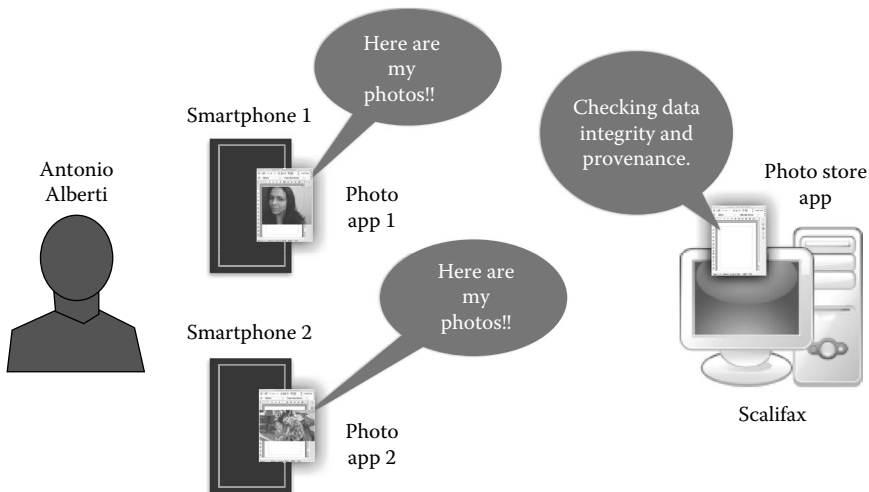 Here are
my
photos!!
Smartphone 1
Checking data
integrity and
provenance.
Antonio
Alberti
Photo
app 1
Photo store
app
Here are
my
photos!!
Smartphone 2
Photo
app 2
Scalifax